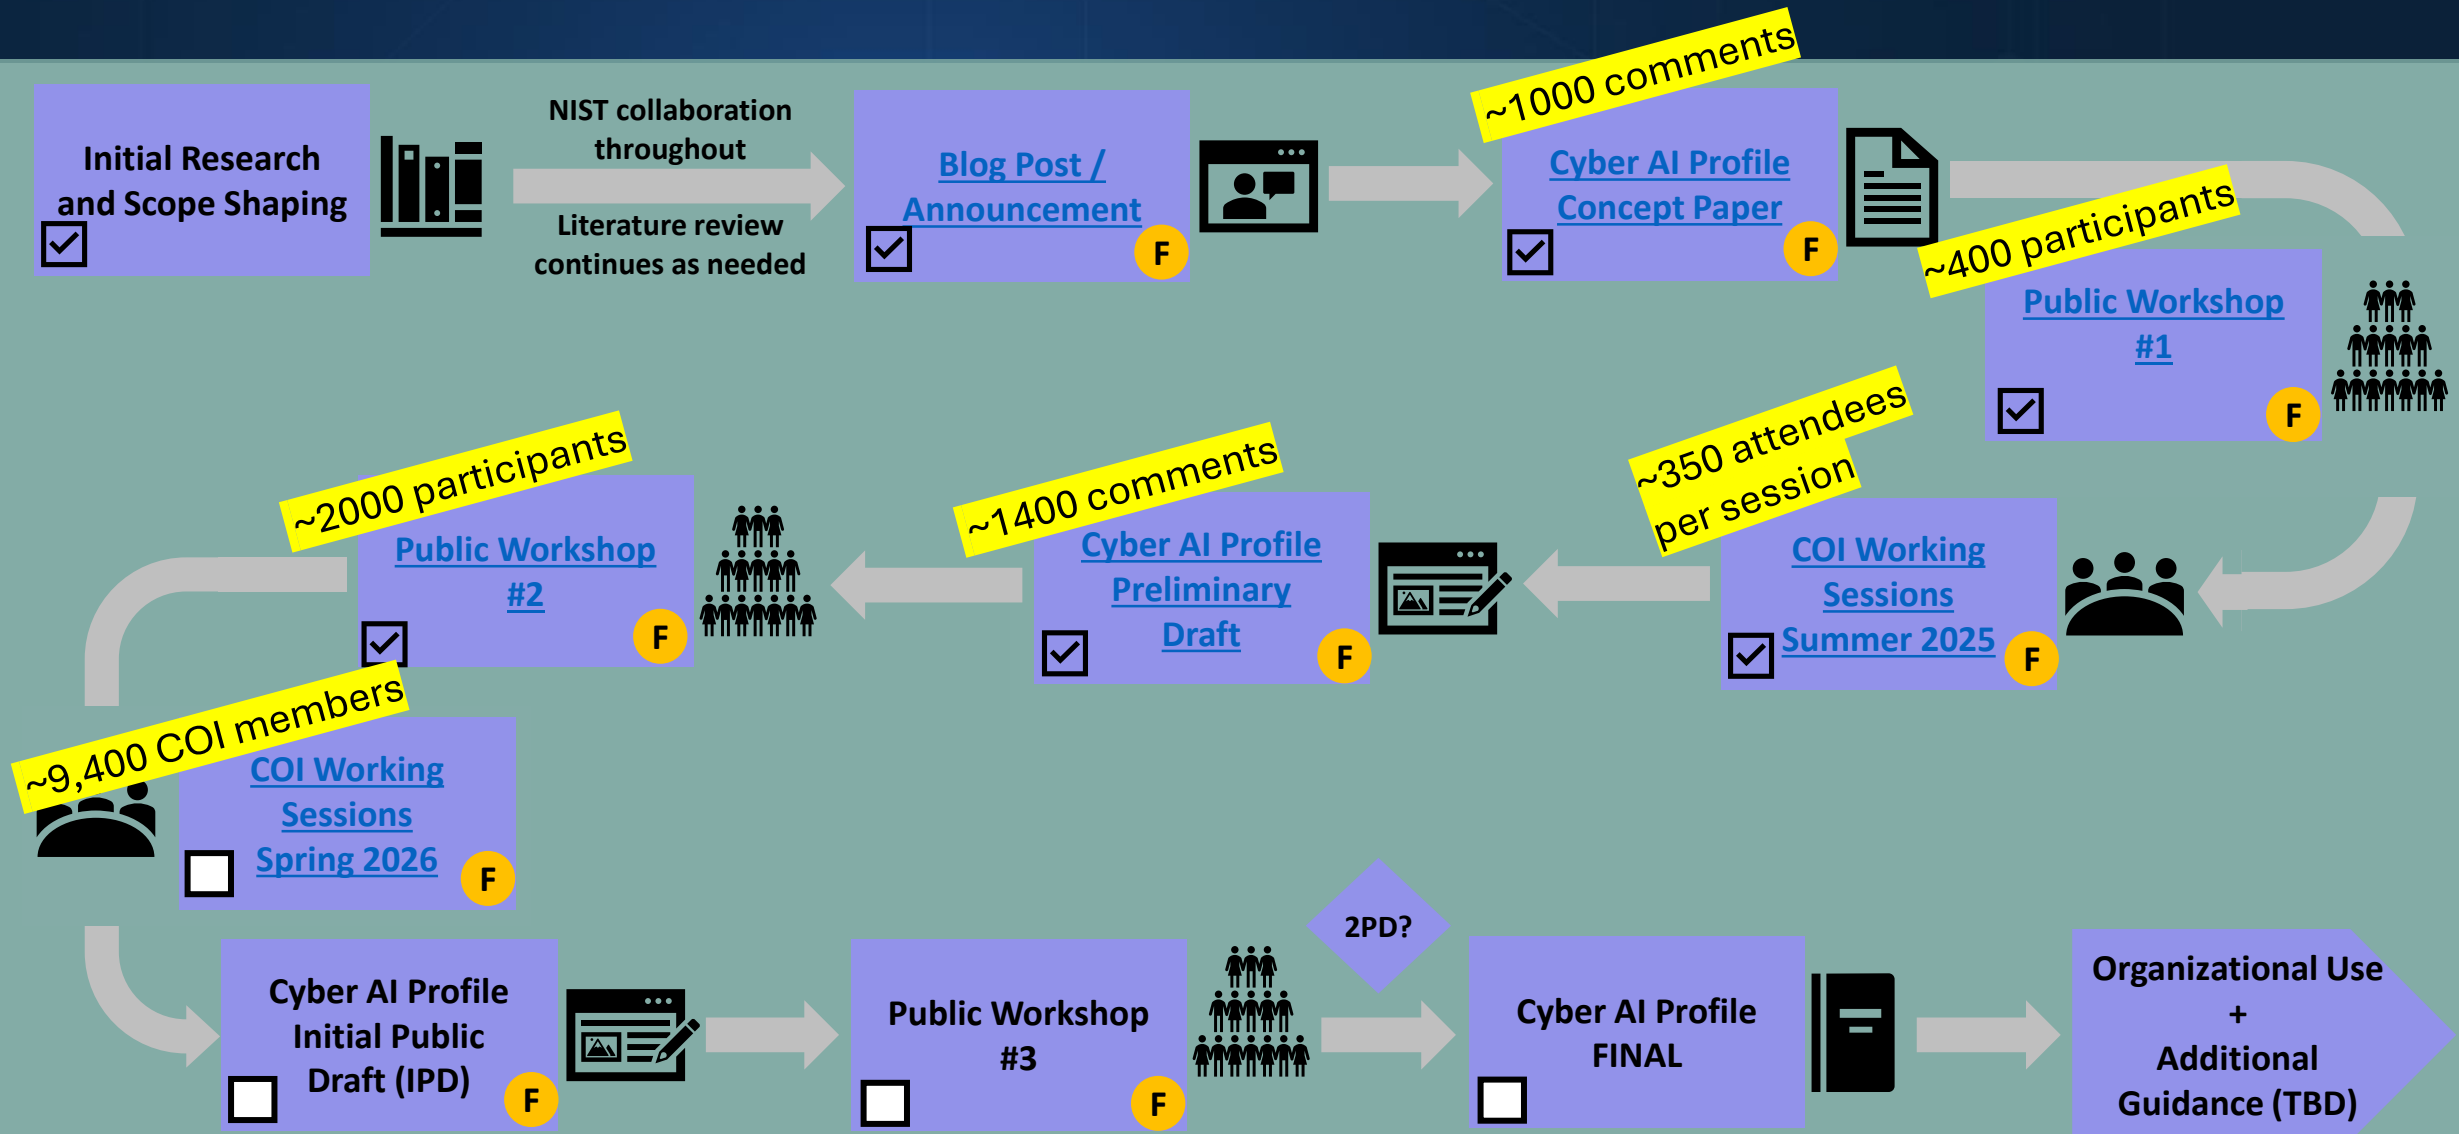 Initial Research
and Scope Shaping
NIST collaboration
throughout
Literature review
continues as needed
Blog Post /
Announcement
F
~1000 comments
Cyber AI Profile
Concept Paper
F
~400 participants
Public Workshop
#1
F
~350 attendees
per session
COI Working
Sessions
Summer 2025
F
~1400 comments
Cyber AI Profile
Preliminary
Draft
F
~2000 participants
Public Workshop
#2
F
~9,400 COI members
COI Working
Sessions
Spring 2026
F
Cyber AI Profile
Initial Public
Draft (IPD)
F
Public Workshop
#3
F
2PD?
Cyber AI Profile
FINAL
Organizational Use
+
Additional
Guidance (TBD)